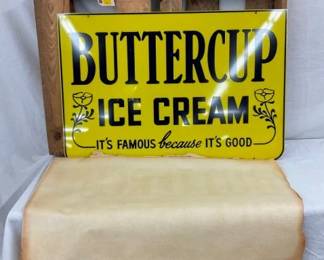 BUTTERCUP
ICE CREAM
IT'S FAMOUS because IT'S GOOD